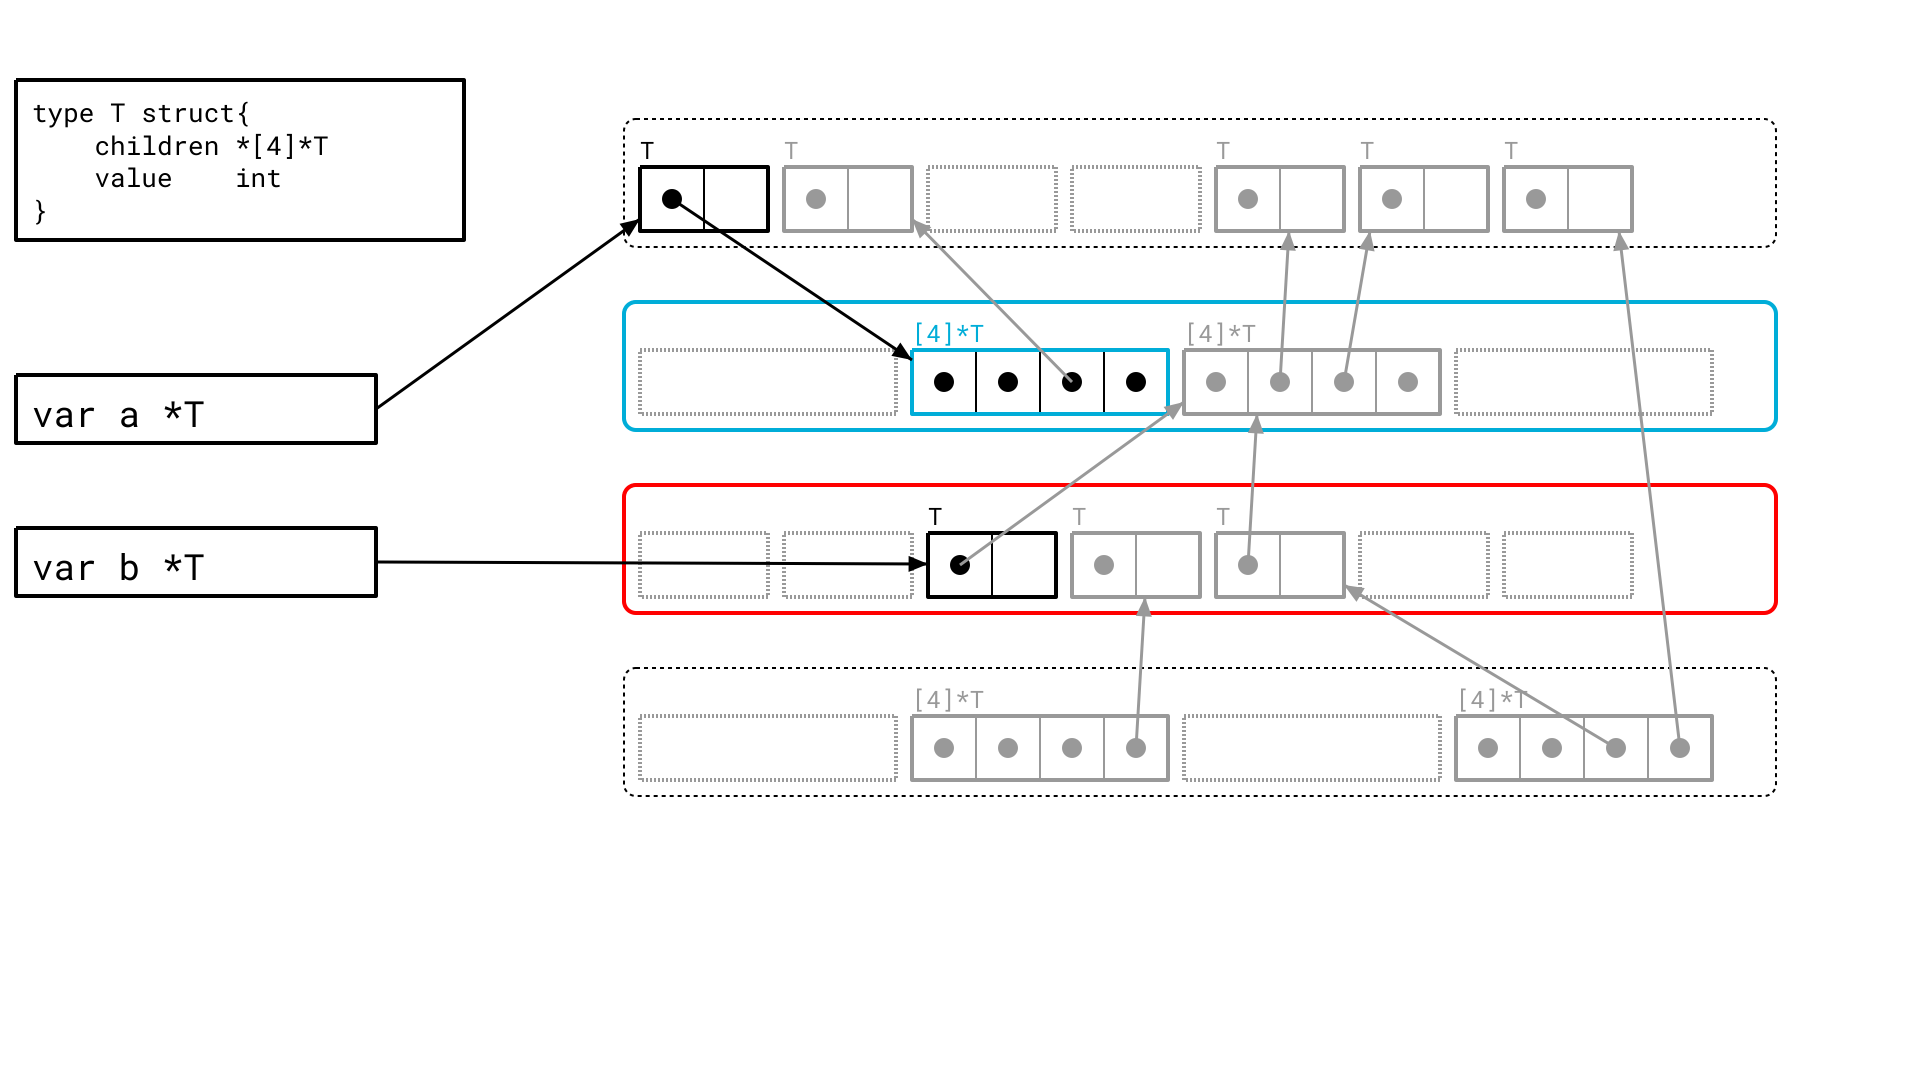 type T struct{
    children *[4]*T
    value    int
}
T T T T T
[4]*T [4]*T
var a *T
T T T
var b *T
[4]*T [4]*T